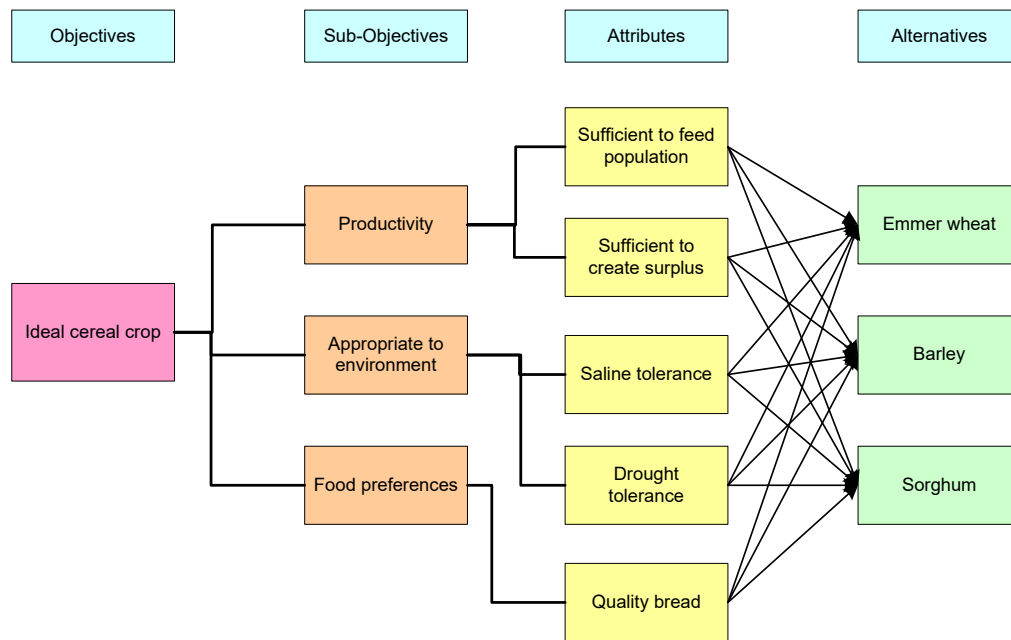 Objectives
Sub-Objectives
Attributes
Alternatives
Sufficient to feed
population
Productivity
Emmer wheat
Sufficient to
create surplus
Ideal cereal crop
Appropriate to
environment
Saline tolerance
Barley
Food preferences
Drought
tolerance
Sorghum
Quality bread